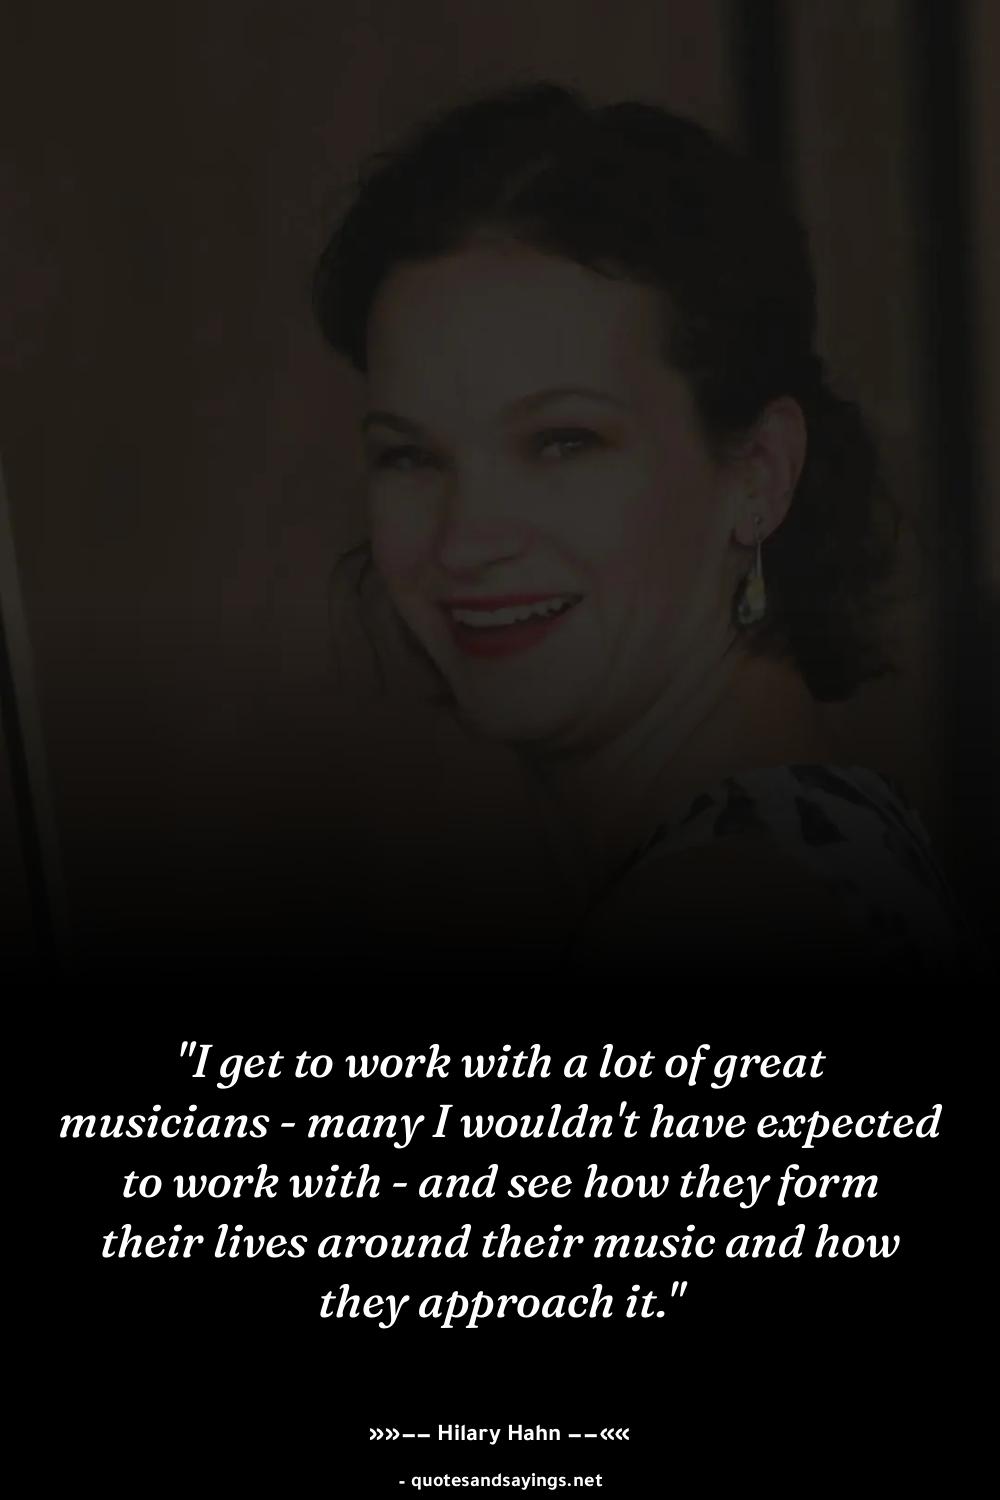 "I get to work with a lot of great
musicians - many I wouldn't have expected
to work with - and see how they form
their lives around their music and how
they approach it."
»»−− Hilary Hahn −−««
- quotesandsayings.net